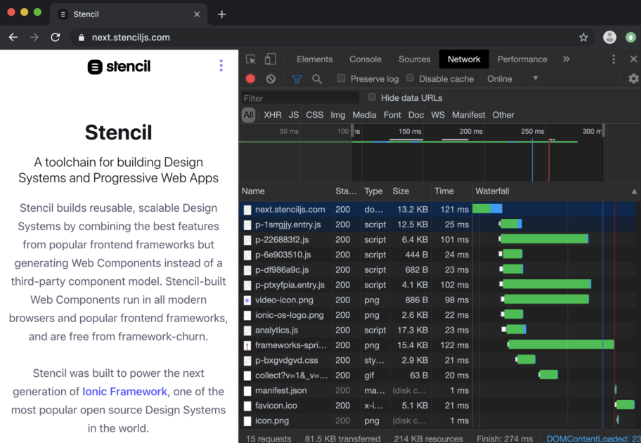 Stencil
next.stenciljs.com
stencil
Stencil
A toolchain for building Design
Systems and Progressive Web Apps
Stencil builds reusable, scalable Design
Systems by combining the best features
from popular frontend frameworks but
generating Web Components instead of a
third-party component model. Stencil-built
Web Components run in all modern
browsers and popular frontend frameworks,
and are free from framework-churn.
Stencil was built to power the next
generation of Ionic Framework, one of the
most popular open source Design Systems
in the world.
Elements Console Sources Network Performance »
Preserve log Disable cache Online
Filter Hide data URLs
All XHR JS CSS Img Media Font Doc WS Manifest Other
50 ms 100 150 ms 200 ms 250 ms 300 m
Name Sta... Type Size Time Waterfall
next.stenciljs.com 200 do... 13.2 KB 121 ms
p-1srrgjjy.entry.js 200 script 12.5 KB 25 ms
p-226883f2.js 200 script 6.4 KB 101 ms
p-6e903510.js 200 script 444 B 24 ms
p-df986a9c.js 200 script 682 B 23 ms
p-ptxyfpia.entry.js 200 script 4.1 KB 102 ms
video-icon.png 200 png 886 B 98 ms
ionic-os-logo.png 200 png 2.6 KB 22 ms
analytics.js 200 script 17.3 KB 23 ms
frameworks-spri... 200 png 15.4 KB 122 ms
p-bxgvdgvd.css 200 sty... 2.9 KB 21 ms
collect?v=1&_v=... 200 gif 63 B 20 ms
manifest.json 200 ma... (disk c... 1 ms
favicon.ico 200 x-i... 5.1 KB 21 ms
icon.png 200 png (disk c... 1 ms
15 requests 81.5 KB transferred 214 KB resources Finish: 274 ms DOMContentLoaded: 23